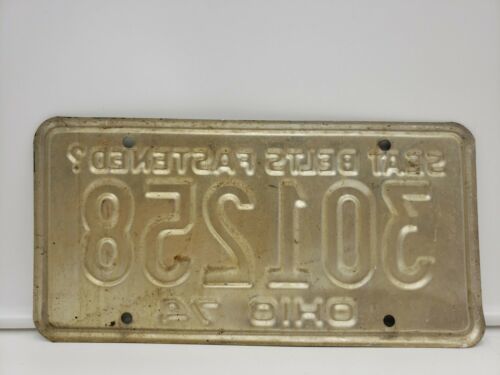 SEAT BELTS FASTENED?
301258
OHIO 74